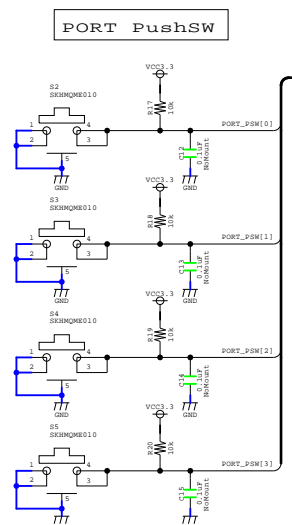 PORT PushSW
S2
SKHMQME010
VCC3.3
R17
10k
1
2
4
3
5
GND
C12
0.1uF
NoMount
GND
PORT_PSW[0]
S3
SKHMQME010
VCC3.3
R18
10k
1
2
4
3
5
GND
C13
0.1uF
NoMount
GND
PORT_PSW[1]
S4
SKHMQME010
VCC3.3
R19
10k
1
2
4
3
5
GND
C14
0.1uF
NoMount
GND
PORT_PSW[2]
S5
SKHMQME010
VCC3.3
R20
10k
1
2
4
3
5
C15
0.1uF
NoMount
PORT_PSW[3]